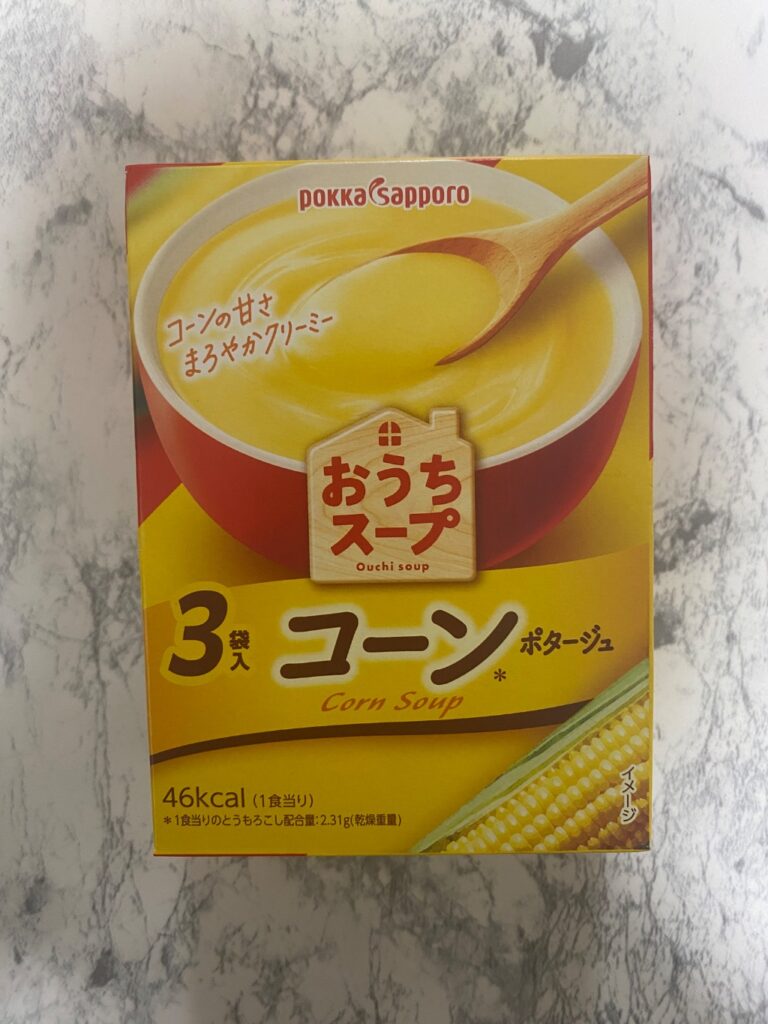 pokka sapporo
コーンの甘さ
まろやかクリーミー
おうち
スープ
Ouchi soup
3袋入
コーン*ポタージュ
Corn Soup
イメージ
46kcal（1食当り）
*1食当りのとうもろこし配合量:2.31g(乾燥重量)